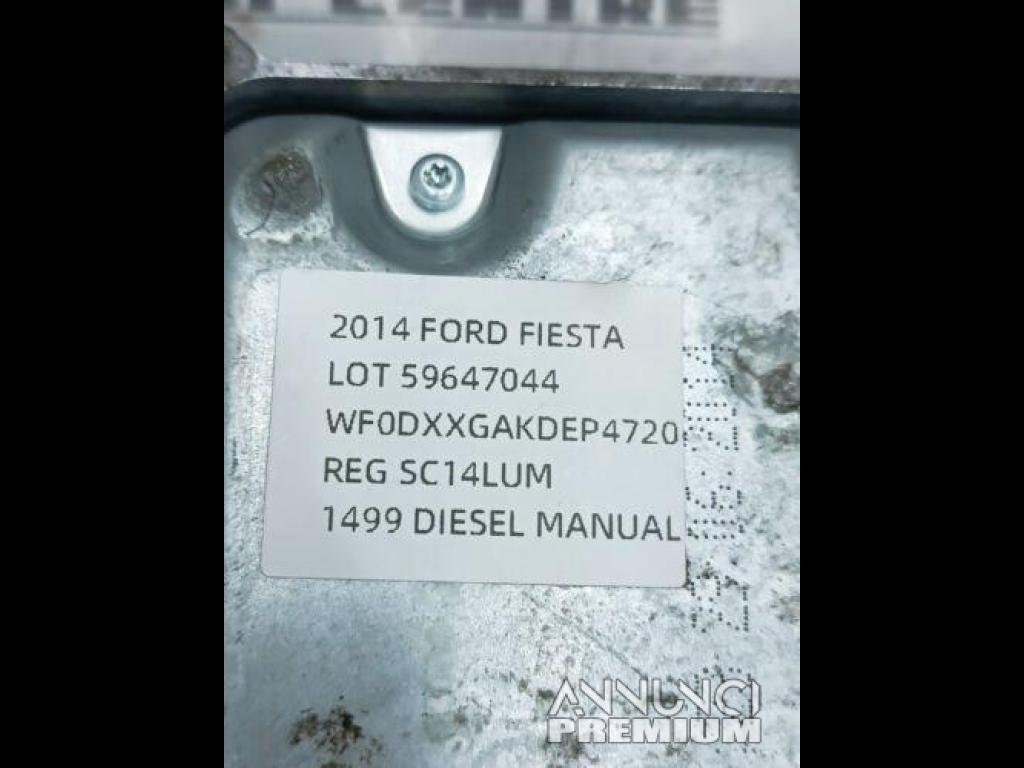 2014 FORD FIESTA
LOT 59647044
WF0DXXGAKDEP4720
REG SC14LUM
1499 DIESEL MANUAL
ANNUNCI
PREMIUM